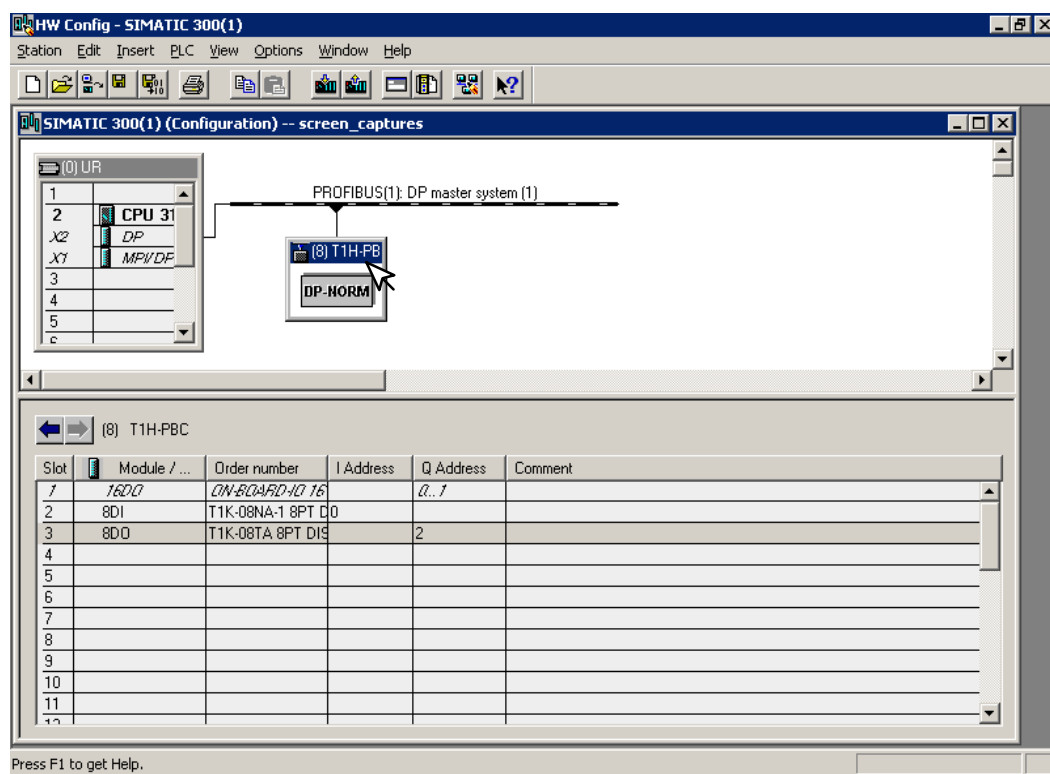 HW Config - SIMATIC 300(1)
Station Edit Insert PLC View Options Window Help
SIMATIC 300(1) (Configuration) -- screen_captures
(0) UR
1
2 CPU 31
X2 DP
X1 MPI/DP
3
4
5
PROFIBUS(1): DP master system (1)
(8) T1H-PB
DP-NORM
(8) T1H-PBC
Slot Module / ... Order number I Address Q Address Comment
1 16DO ON-BOARD-IO 16 0..1
2 8DI T1K-08NA-1 8PT D 0
3 8DO T1K-08TA 8PT DIS 2
4
5
6
7
8
9
10
11
12
Press F1 to get Help.